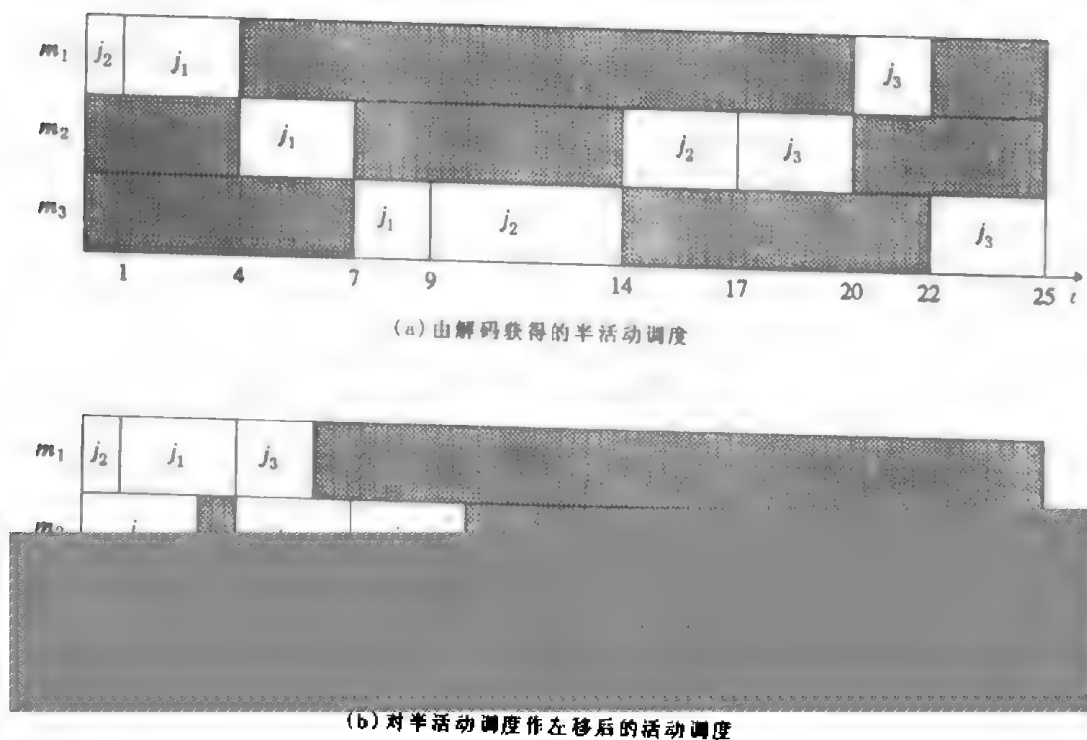 m₁ j₂ j₁ j₃
m₂ j₁ j₂ j₃
m₃ j₁ j₂ j₃
1 4 7 9 14 17 20 22 25 t
(a)由解码获得的半活动调度
m₁ j₂ j₁ j₃
(b)对半活动调度作左移后的活动调度